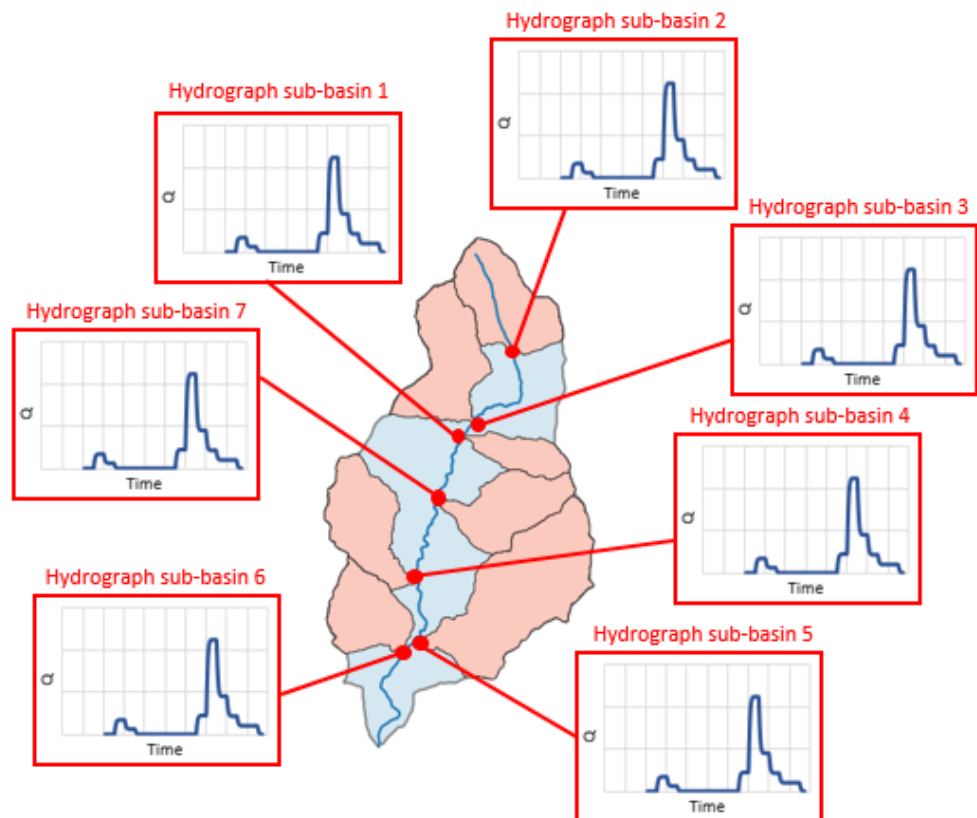 Hydrograph sub-basin 2
Q
Time
Hydrograph sub-basin 1
Q
Time
Hydrograph sub-basin 3
Q
Time
Hydrograph sub-basin 7
Q
Time
Hydrograph sub-basin 4
Q
Time
Hydrograph sub-basin 6
Q
Time
Hydrograph sub-basin 5
Q
Time